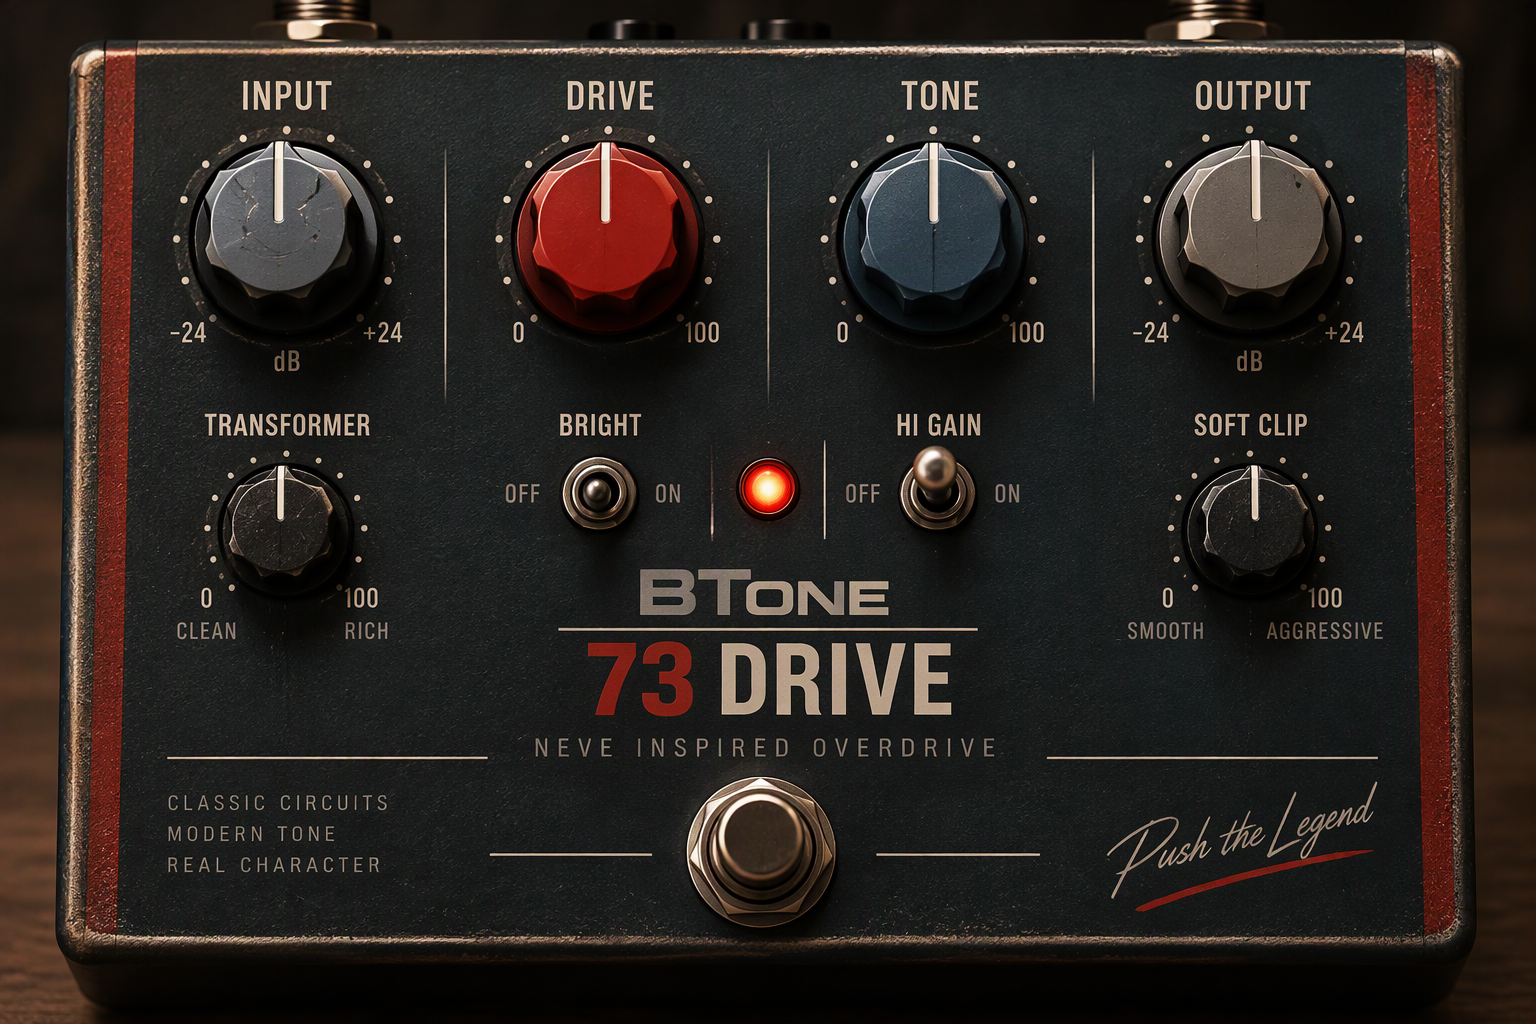 INPUT
DRIVE
TONE
OUTPUT
-24
+24
dB
0
100
0
100
-24
+24
dB
TRANSFORMER
BRIGHT
HI GAIN
SOFT CLIP
OFF
ON
OFF
ON
0
100
CLEAN
RICH
0
100
SMOOTH
AGGRESSIVE
BTONE
73 DRIVE
NEVE INSPIRED OVERDRIVE
CLASSIC CIRCUITS
MODERN TONE
REAL CHARACTER
Push the Legend